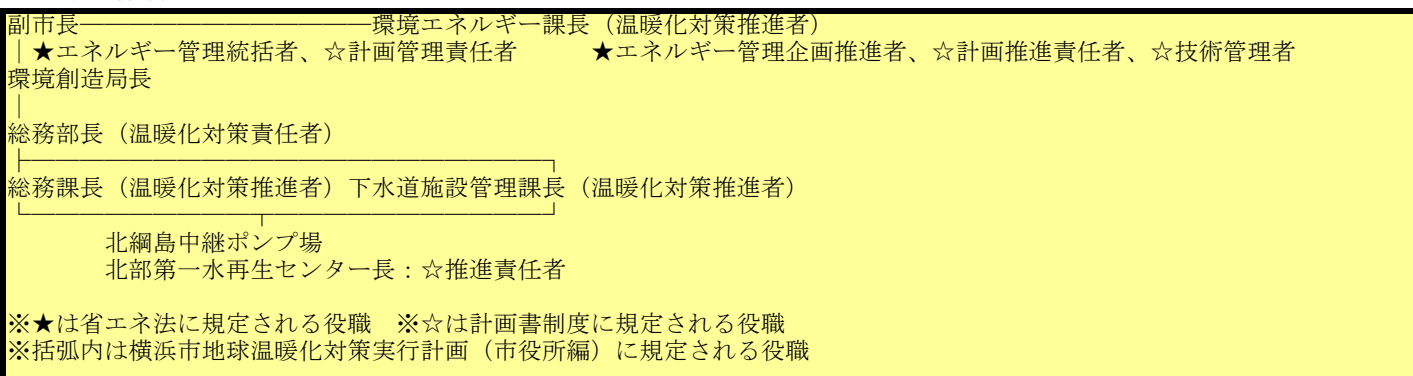 副市長────────────環境エネルギー課長（温暖化対策推進者）
｜★エネルギー管理統括者、☆計画管理責任者　　　★エネルギー管理企画推進者、☆計画推進責任者、☆技術管理者
環境創造局長
｜
総務部長（温暖化対策責任者）
├─────────────────────┐
総務課長（温暖化対策推進者）下水道施設管理課長（温暖化対策推進者）
└─────────┬───────────┘
　　　　北綱島中継ポンプ場
　　　　北部第一水再生センター長：☆推進責任者
※★は省エネ法に規定される役職　※☆は計画書制度に規定される役職
※括弧内は横浜市地球温暖化対策実行計画（市役所編）に規定される役職